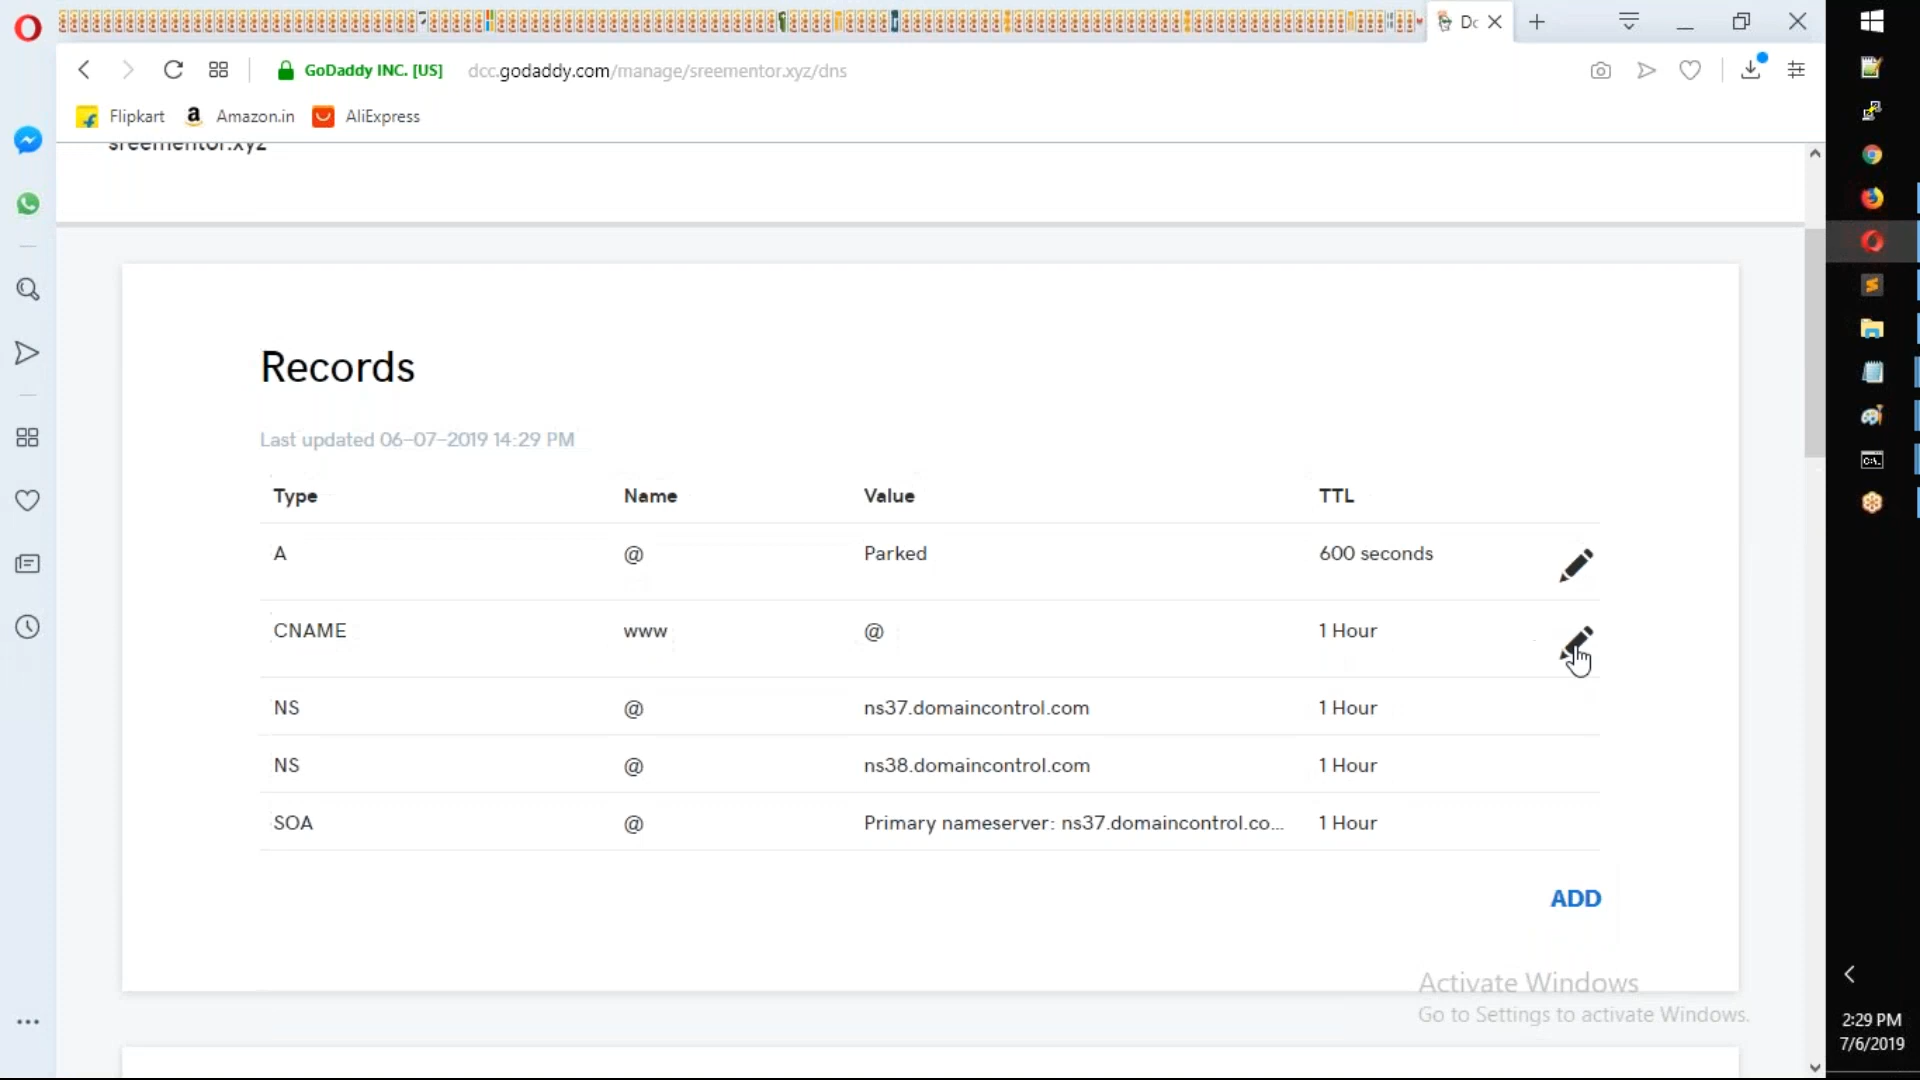 Dc
GoDaddy INC. [US] dcc.godaddy.com/manage/sreementor.xyz/dns
Flipkart Amazon.in AliExpress
sreementor.xyz
Records
Last updated 06-07-2019 14:29 PM
Type Name Value TTL
A @ Parked 600 seconds
CNAME www @ 1 Hour
NS @ ns37.domaincontrol.com 1 Hour
NS @ ns38.domaincontrol.com 1 Hour
SOA @ Primary nameserver: ns37.domaincontrol.co... 1 Hour
ADD
Activate Windows
Go to Settings to activate Windows.
2:29 PM
7/6/2019